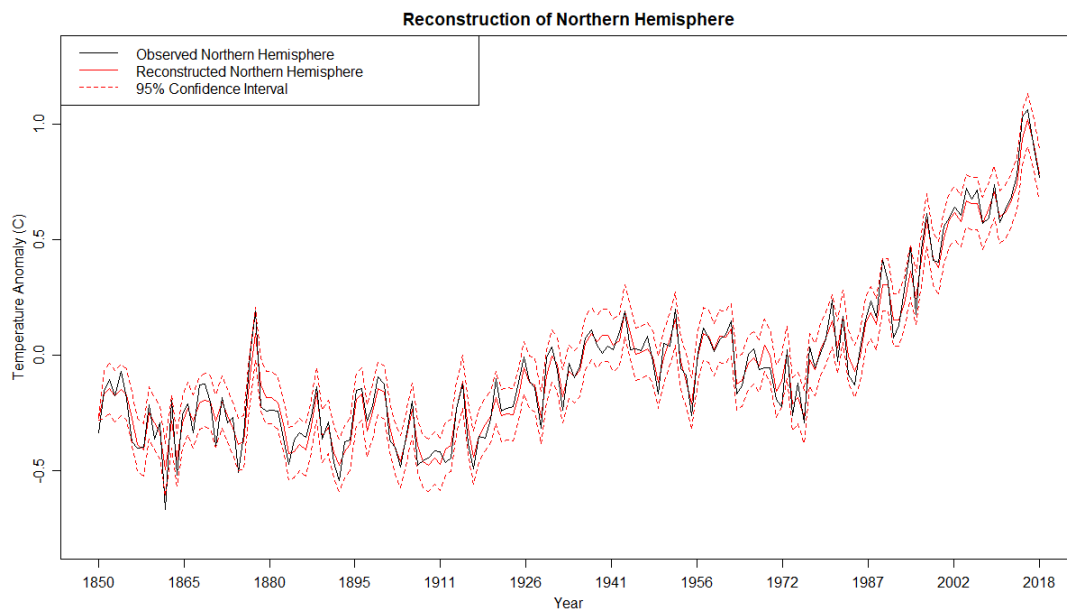 Reconstruction of Northern Hemisphere
Observed Northern Hemisphere
Reconstructed Northern Hemisphere
95% Confidence Interval
Temperature Anomaly (C)
1.0
0.5
0.0
-0.5
1850 1865 1880 1895 1911 1926 1941 1956 1972 1987 2002 2018
Year